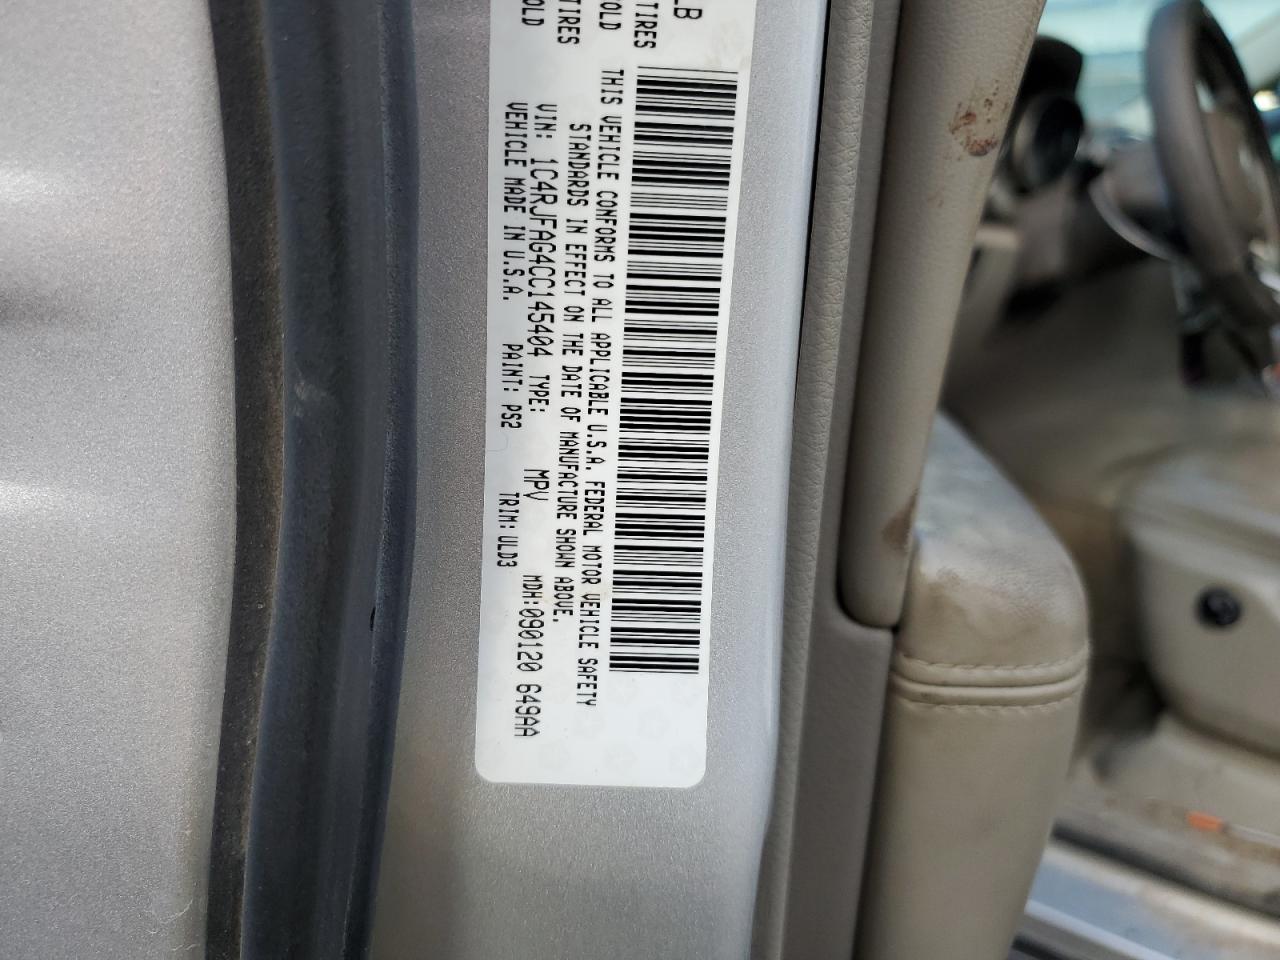 LB
TIRES
OLD
TIRES
OLD
THIS VEHICLE CONFORMS TO ALL APPLICABLE U.S.A. FEDERAL MOTOR VEHICLE SAFETY
STANDARDS IN EFFECT ON THE DATE OF MANUFACTURE SHOWN ABOVE.
VIN: 1C4RJFAG4CC145404 TYPE: MPV MDH:090120 649AA
VEHICLE MADE IN U.S.A. PAINT: PS2 TRIM: ULD3